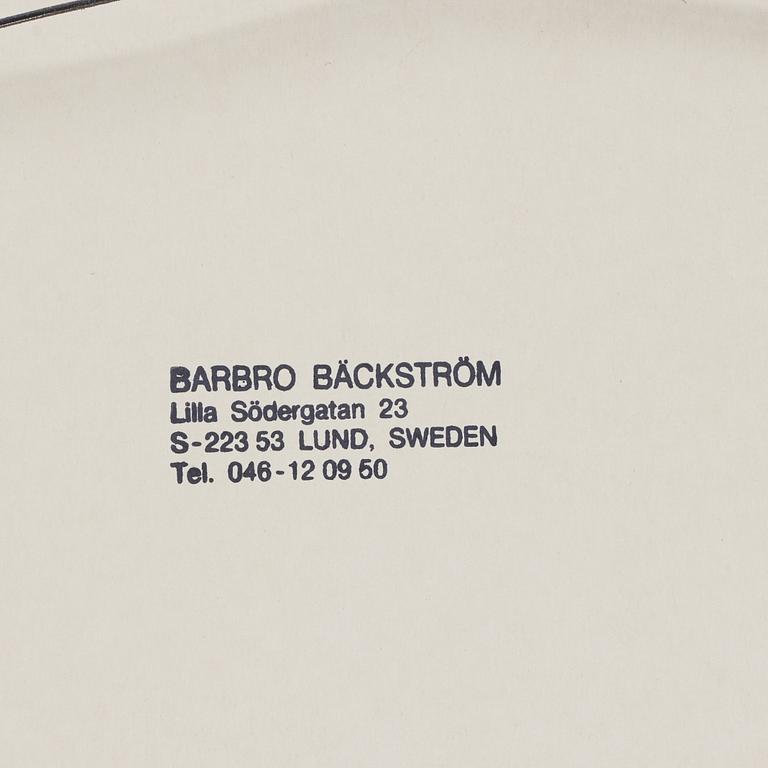 BARBRO BÄCKSTRÖM
Lilla Södergatan 23
S-223 53 LUND, SWEDEN
Tel. 046-12 09 50